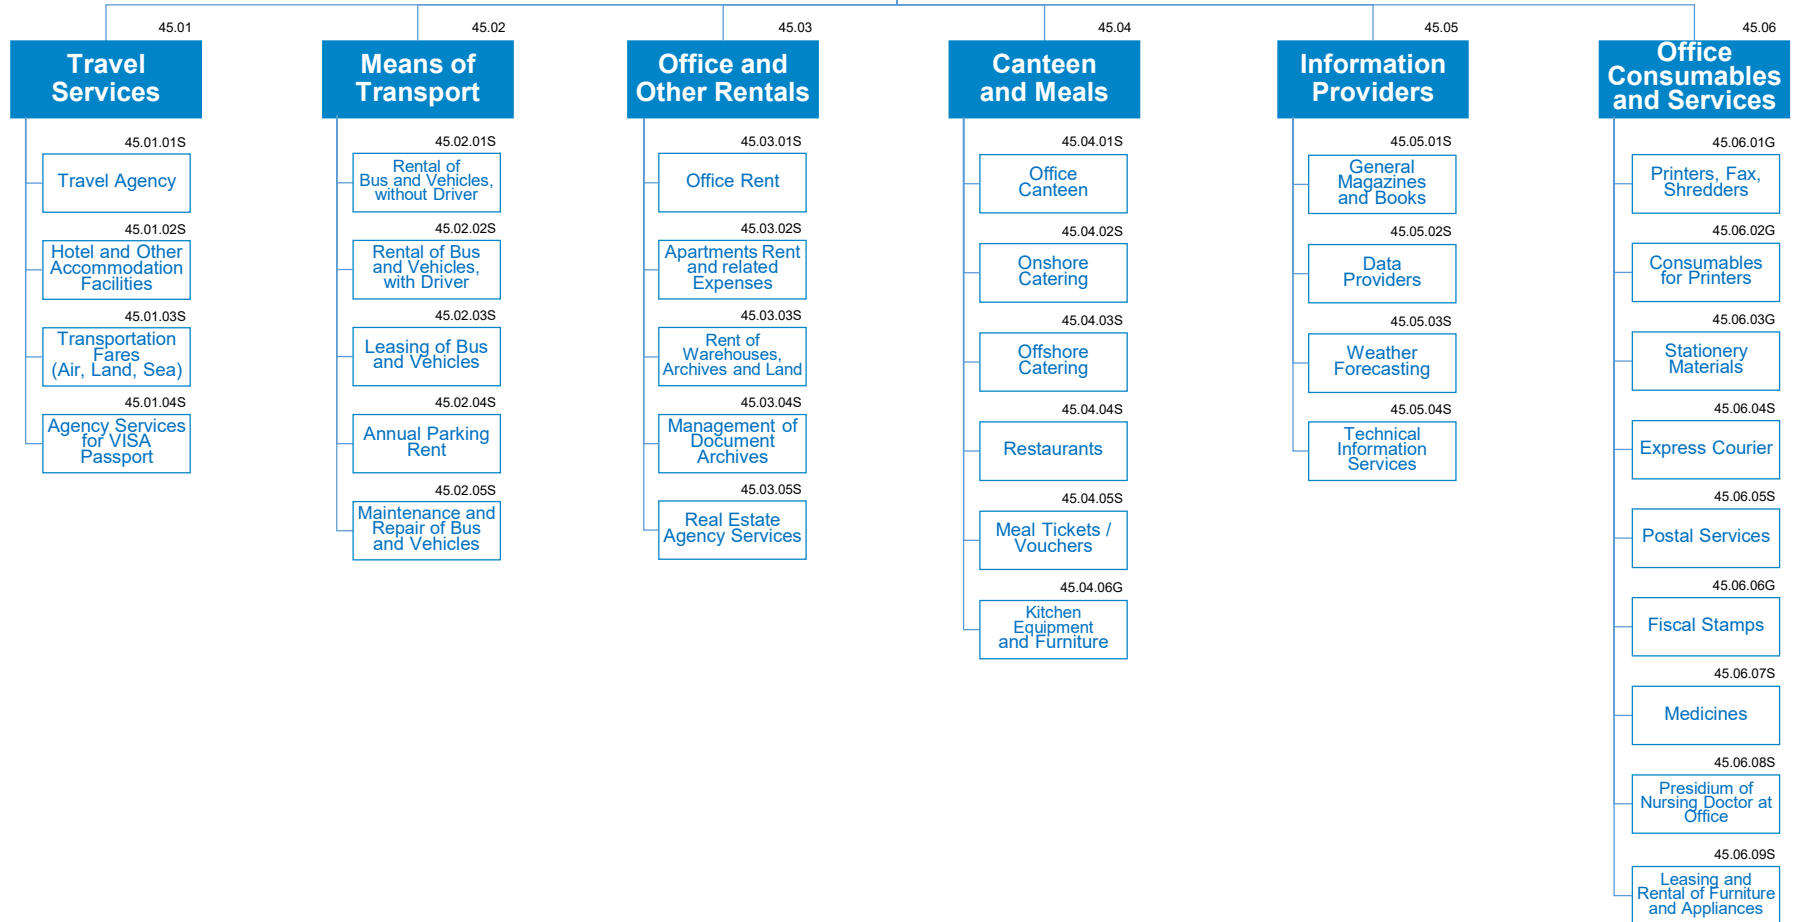 45.01
Travel
Services
45.01.01S
Travel Agency
45.01.02S
Hotel and Other
Accommodation
Facilities
45.01.03S
Transportation
Fares
(Air, Land, Sea)
45.01.04S
Agency Services
for VISA
Passport
45.02
Means of
Transport
45.02.01S
Rental of
Bus and Vehicles,
without Driver
45.02.02S
Rental of Bus
and Vehicles,
with Driver
45.02.03S
Leasing of Bus
and Vehicles
45.02.04S
Annual Parking
Rent
45.02.05S
Maintenance and
Repair of Bus
and Vehicles
45.03
Office and
Other Rentals
45.03.01S
Office Rent
45.03.02S
Apartments Rent
and related
Expenses
45.03.03S
Rent of
Warehouses,
Archives and Land
45.03.04S
Management of
Document
Archives
45.03.05S
Real Estate
Agency Services
45.04
Canteen
and Meals
45.04.01S
Office
Canteen
45.04.02S
Onshore
Catering
45.04.03S
Offshore
Catering
45.04.04S
Restaurants
45.04.05S
Meal Tickets /
Vouchers
45.04.06G
Kitchen
Equipment
and Furniture
45.05
Information
Providers
45.05.01S
General
Magazines
and Books
45.05.02S
Data
Providers
45.05.03S
Weather
Forecasting
45.05.04S
Technical
Information
Services
45.06
Office
Consumables
and Services
45.06.01G
Printers, Fax,
Shredders
45.06.02G
Consumables
for Printers
45.06.03G
Stationery
Materials
45.06.04S
Express Courier
45.06.05S
Postal Services
45.06.06G
Fiscal Stamps
45.06.07S
Medicines
45.06.08S
Presidium of
Nursing Doctor at
Office
45.06.09S
Leasing and
Rental of Furniture
and Appliances